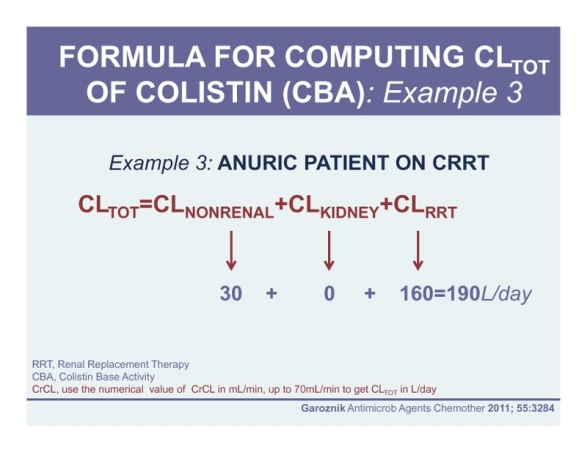 FORMULA FOR COMPUTING CLTOT
OF COLISTIN (CBA): Example 3
Example 3: ANURIC PATIENT ON CRRT
CLTOT=CLNONRENAL+CLKIDNEY+CLRRT
30 + 0 + 160=190L/day
RRT, Renal Replacement Therapy
CBA, Colistin Base Activity
CrCL, use the numerical value of CrCL in mL/min, up to 70mL/min to get CLTOT in L/day
Garoznik Antimicrob Agents Chemother 2011; 55:3284